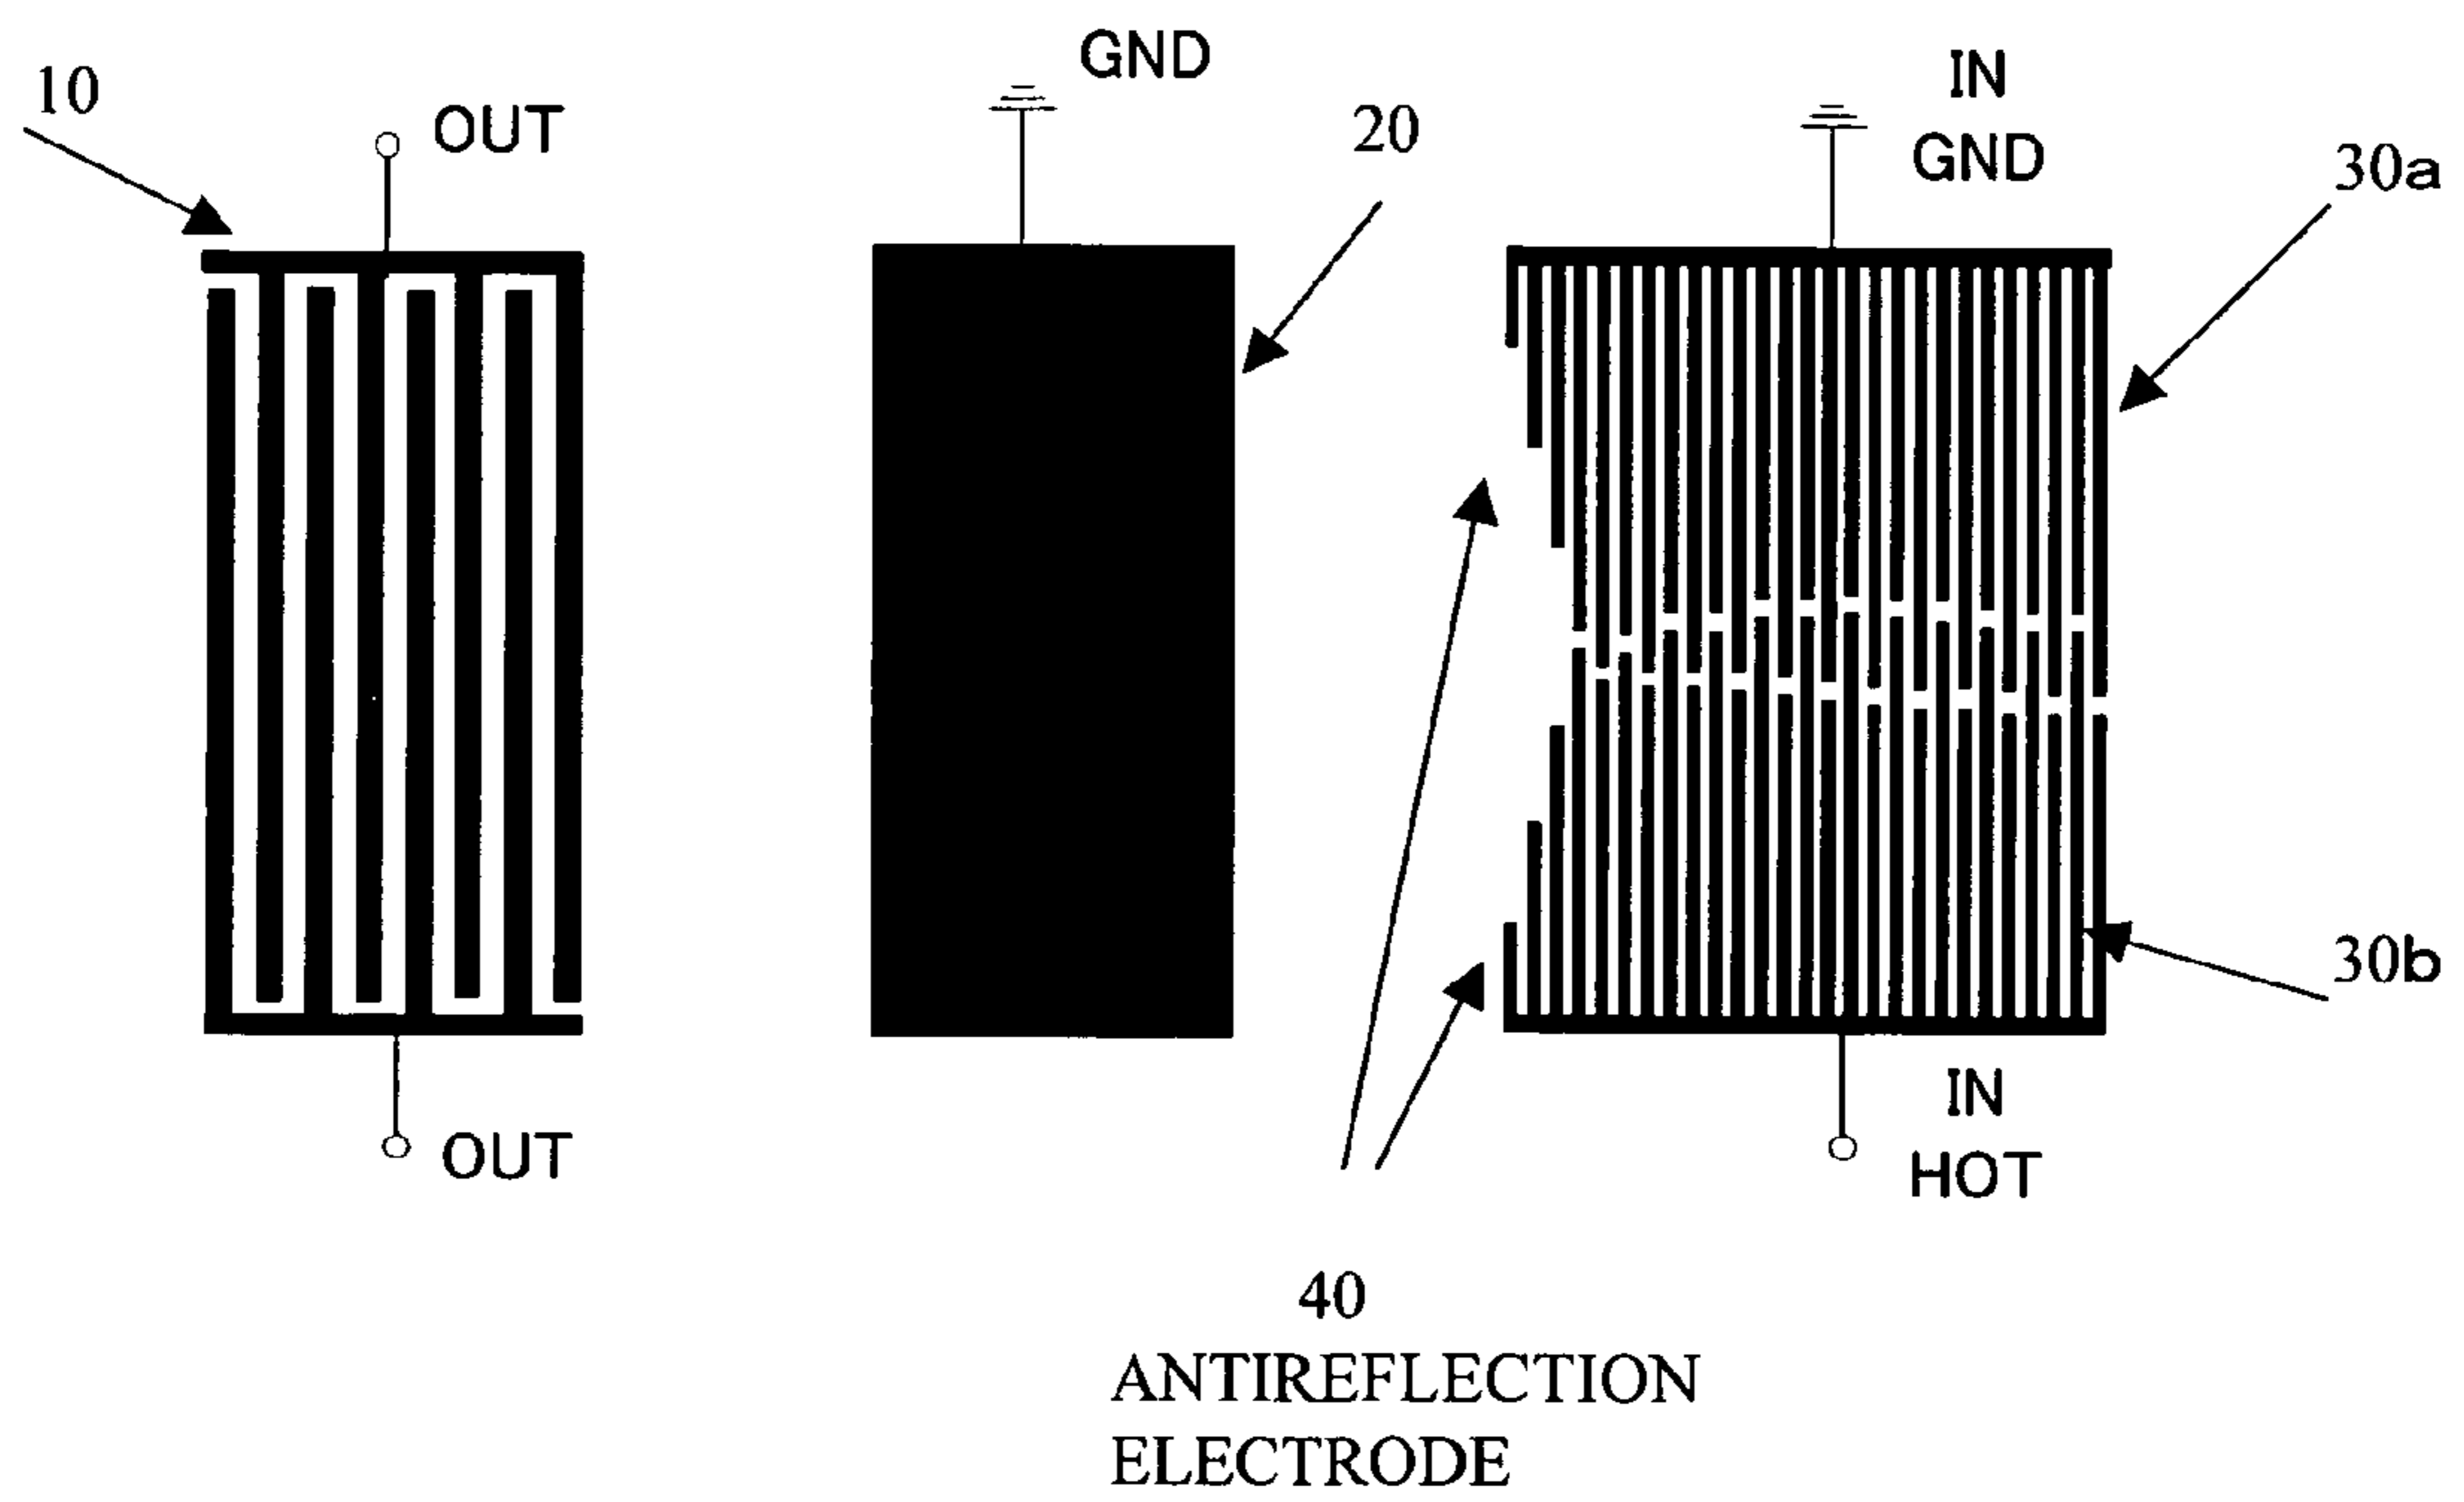 10
OUT
GND
20
IN
GND
30a
30b
OUT
IN
HOT
40
ANTIREFLECTION
ELECTRODE